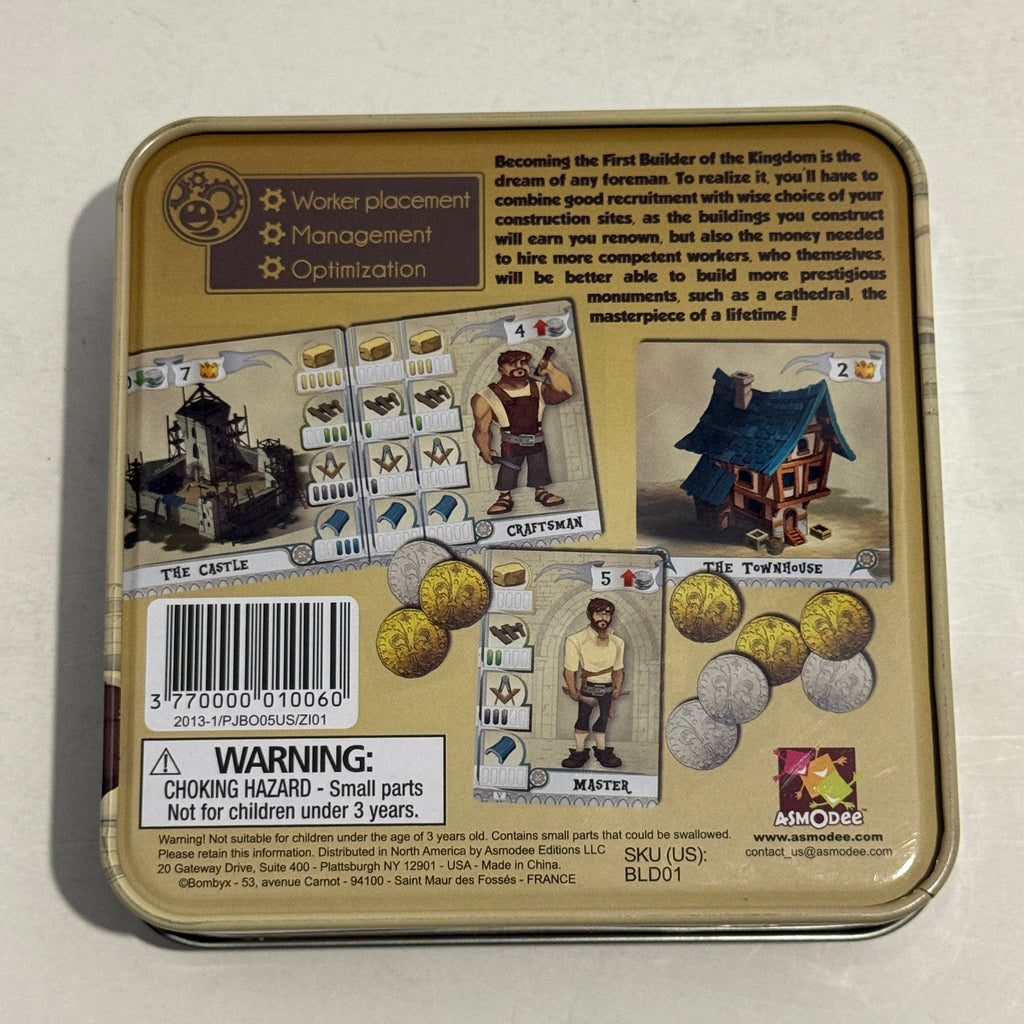 Worker placement
Management
Optimization
Becoming the First Builder of the Kingdom is the
dream of any foreman. To realize it, you'll have to
combine good recruitment with wise choice of your
construction sites, as the buildings you construct
will earn you renown, but also the money needed
to hire more competent workers, who themselves,
will be better able to build more prestigious
monuments, such as a cathedral, the
masterpiece of a lifetime!
7
THE CASTLE
4
CRAFTSMAN
2
THE TOWNHOUSE
5
MASTER
3 770000 010060
2013-1/PJBO05US/ZI01
WARNING:
CHOKING HAZARD - Small parts
Not for children under 3 years.
Warning! Not suitable for children under the age of 3 years old. Contains small parts that could be swallowed.
Please retain this information. Distributed in North America by Asmodee Editions LLC
20 Gateway Drive, Suite 400 - Plattsburgh NY 12901 - USA - Made in China.
©Bombyx - 53, avenue Carnot - 94100 - Saint Maur des Fossés - FRANCE
SKU (US):
BLD01
ASMODEE
www.asmodee.com
contact_us@asmodee.com